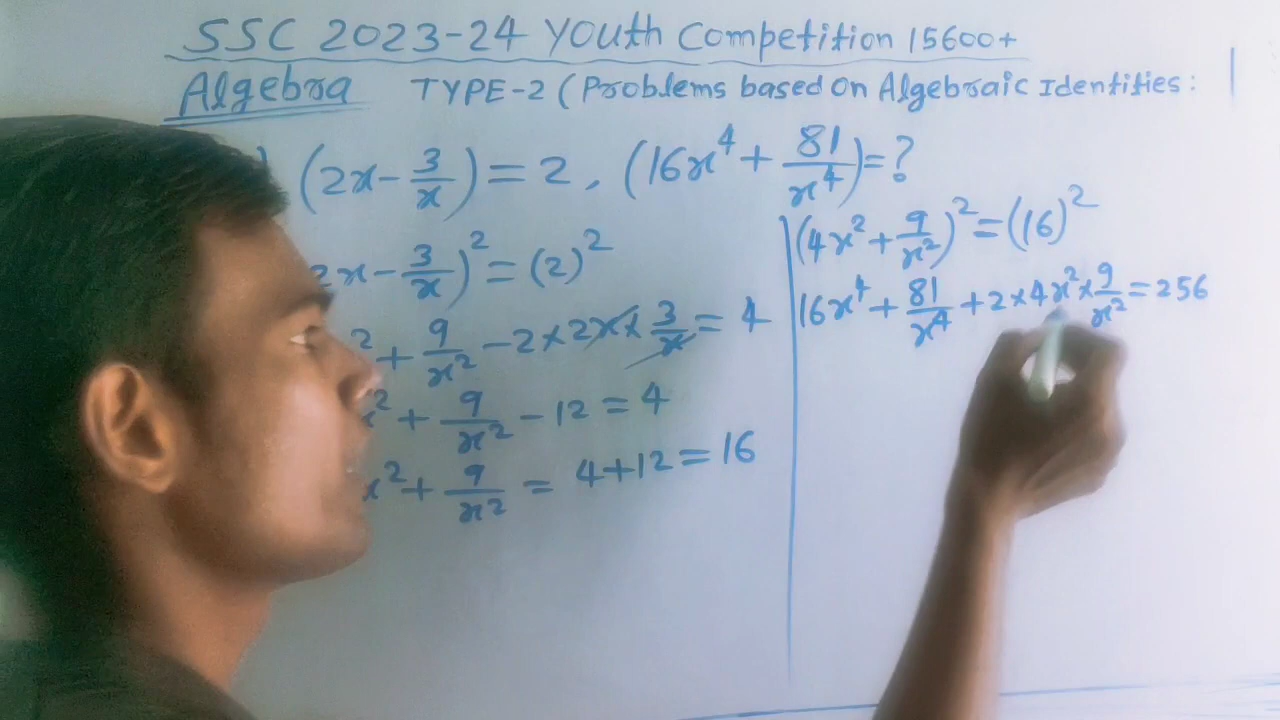 SSC 2023-24 Youth Competition 15600+
Algebra TYPE-2 (Problems based on Algebraic Identities:
) (2x - 3/x) = 2, (16x⁴ + 81/x⁴) = ?
2x - 3/x)² = (2)²
² + 9/x² - 2 × 2x × 3/x = 4
x² + 9/x² - 12 = 4
x² + 9/x² = 4 + 12 = 16
(4x² + 9/x²)² = (16)²
16x⁴ + 81/x⁴ + 2 × 4x² × 9/x² = 256